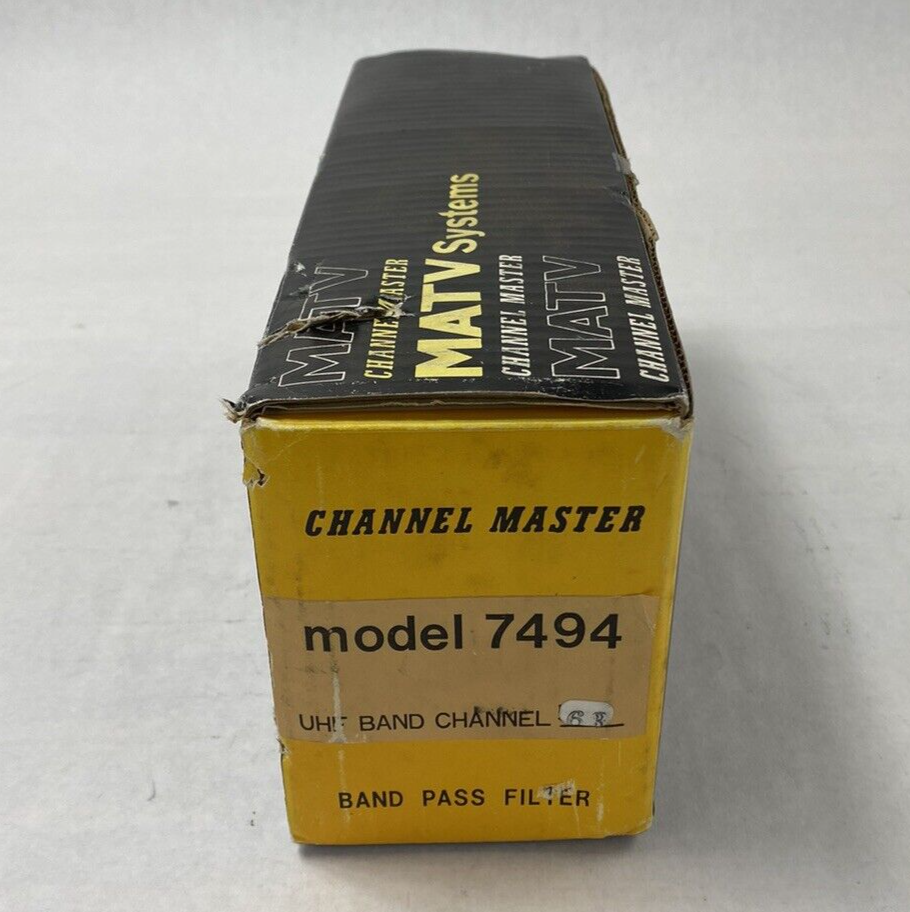 MATV
CHANNEL MASTER
MATV Systems
CHANNEL MASTER
MATV
CHANNEL MASTER
CHANNEL MASTER
model 7494
UHF BAND CHANNEL
BAND PASS FILTER